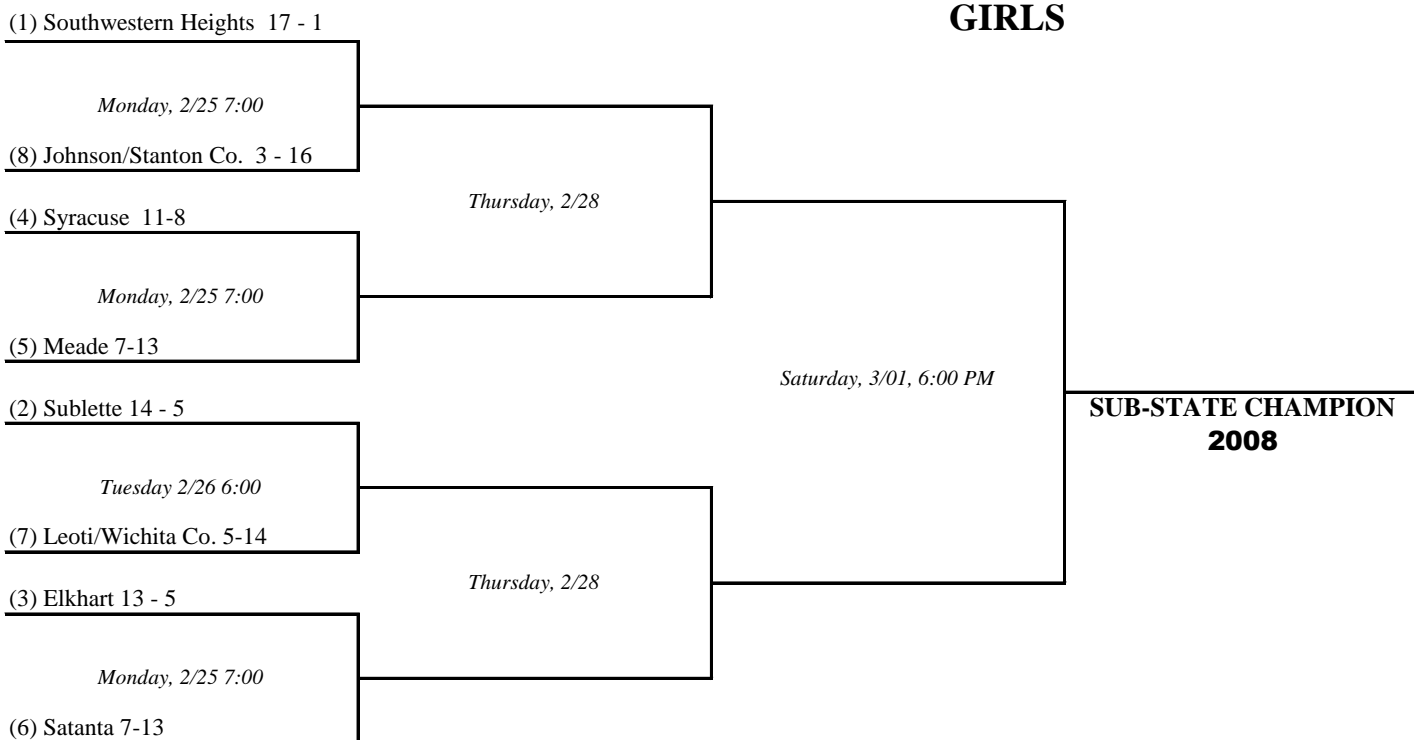 GIRLS
(1) Southwestern Heights 17 - 1
Monday, 2/25 7:00
(8) Johnson/Stanton Co. 3 - 16
Thursday, 2/28
(4) Syracuse 11-8
Monday, 2/25 7:00
(5) Meade 7-13
Saturday, 3/01, 6:00 PM
SUB-STATE CHAMPION
2008
(2) Sublette 14 - 5
Tuesday 2/26 6:00
(7) Leoti/Wichita Co. 5-14
Thursday, 2/28
(3) Elkhart 13 - 5
Monday, 2/25 7:00
(6) Satanta 7-13